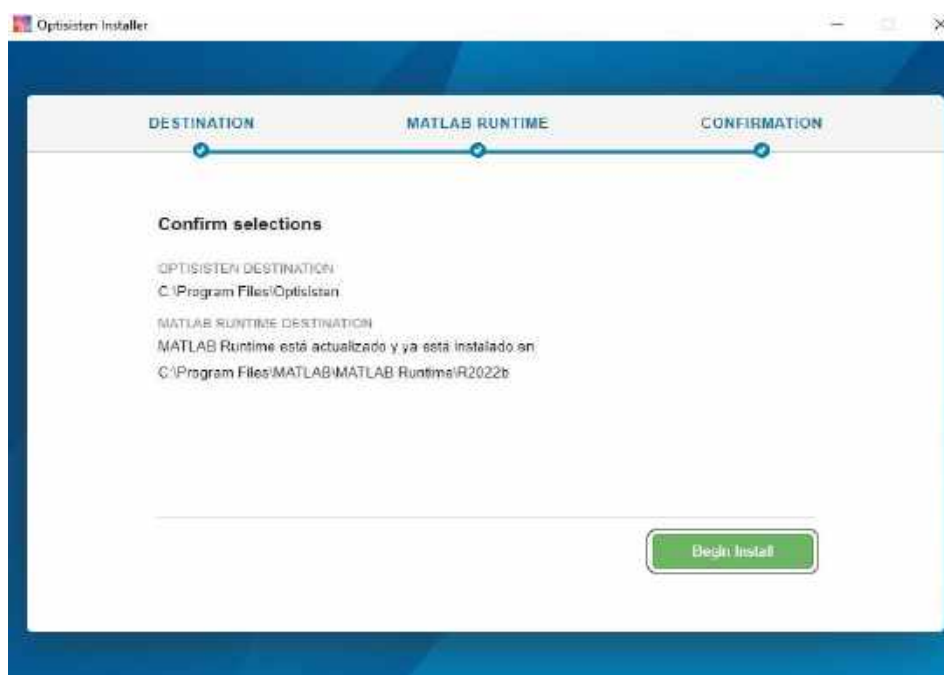 Optisisten Installer
DESTINATION
MATLAB RUNTIME
CONFIRMATION
Confirm selections
OPTISISTEN DESTINATION
C:\Program Files\Optisisten
MATLAB RUNTIME DESTINATION
MATLAB Runtime está actualizado y ya está instalado en
C:\Program Files\MATLAB\MATLAB Runtime\R2022b
Begin Install